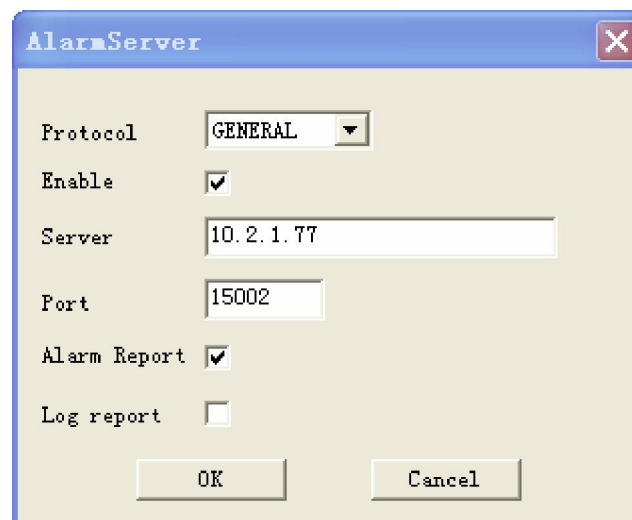 AlarmServer
Protocol GENERAL
Enable
Server 10.2.1.77
Port 15002
Alarm Report
Log report
OK Cancel